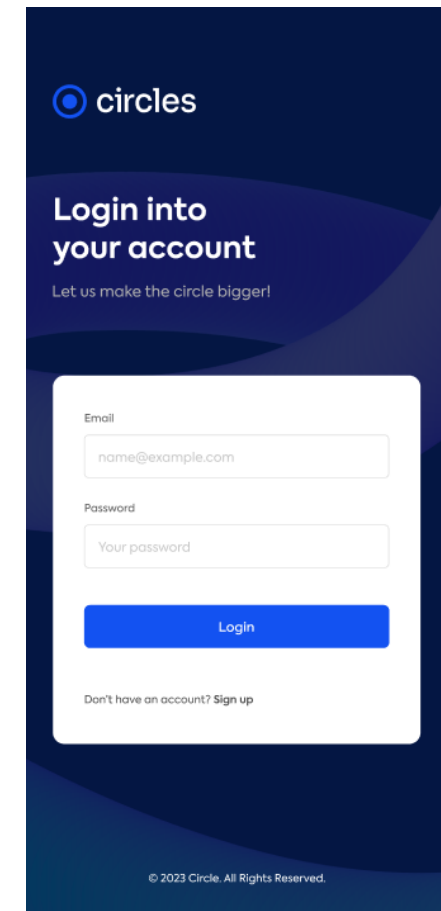 circles
Login into
your account
Let us make the circle bigger!
Email
name@example.com
Password
Your password
Login
Don't have an account? Sign up
© 2023 Circle. All Rights Reserved.